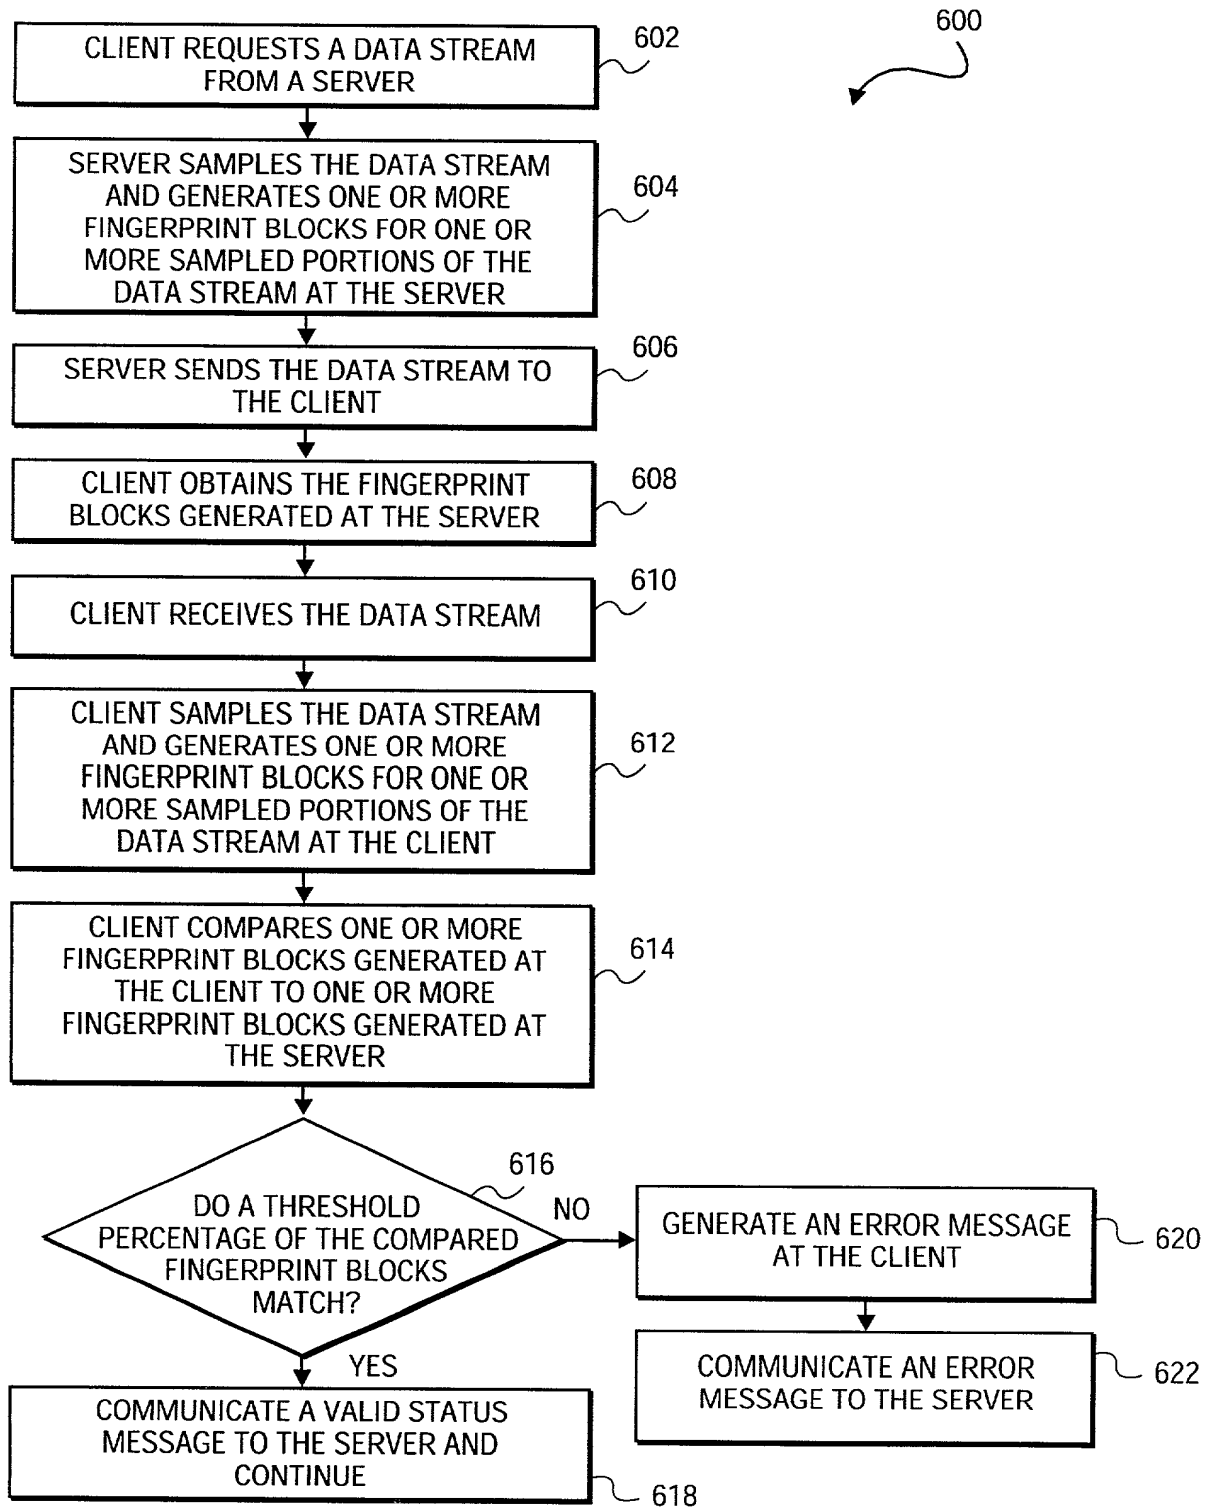 600
CLIENT REQUESTS A DATA STREAM
FROM A SERVER
602
SERVER SAMPLES THE DATA STREAM
AND GENERATES ONE OR MORE
FINGERPRINT BLOCKS FOR ONE OR
MORE SAMPLED PORTIONS OF THE
DATA STREAM AT THE SERVER
604
SERVER SENDS THE DATA STREAM TO
THE CLIENT
606
CLIENT OBTAINS THE FINGERPRINT
BLOCKS GENERATED AT THE SERVER
608
CLIENT RECEIVES THE DATA STREAM
610
CLIENT SAMPLES THE DATA STREAM
AND GENERATES ONE OR MORE
FINGERPRINT BLOCKS FOR ONE OR
MORE SAMPLED PORTIONS OF THE
DATA STREAM AT THE CLIENT
612
CLIENT COMPARES ONE OR MORE
FINGERPRINT BLOCKS GENERATED AT
THE CLIENT TO ONE OR MORE
FINGERPRINT BLOCKS GENERATED AT
THE SERVER
614
DO A THRESHOLD
PERCENTAGE OF THE COMPARED
FINGERPRINT BLOCKS
MATCH?
616
NO
GENERATE AN ERROR MESSAGE
AT THE CLIENT
620
COMMUNICATE AN ERROR
MESSAGE TO THE SERVER
622
YES
COMMUNICATE A VALID STATUS
MESSAGE TO THE SERVER AND
CONTINUE
618